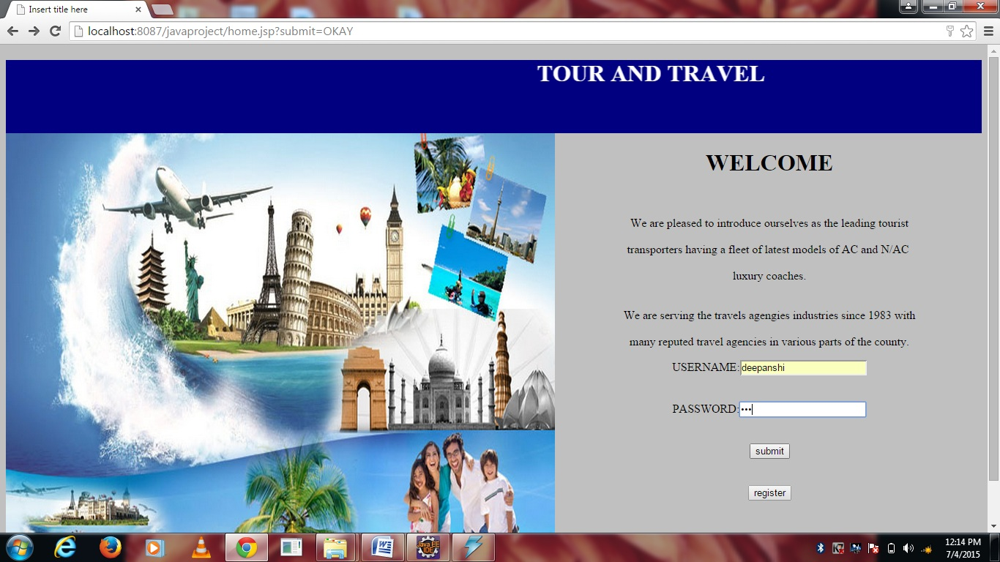 Insert title here
localhost:8087/javaproject/home.jsp?submit=OKAY
TOUR AND TRAVEL
WELCOME
We are pleased to introduce ourselves as the leading tourist
transporters having a fleet of latest models of AC and N/AC
luxury coaches.
We are serving the travels agengies industries since 1983 with
many reputed travel agencies in various parts of the county.
USERNAME:deepanshi
PASSWORD:•••
submit
register
Java EE
IDE
12:14 PM
7/4/2015